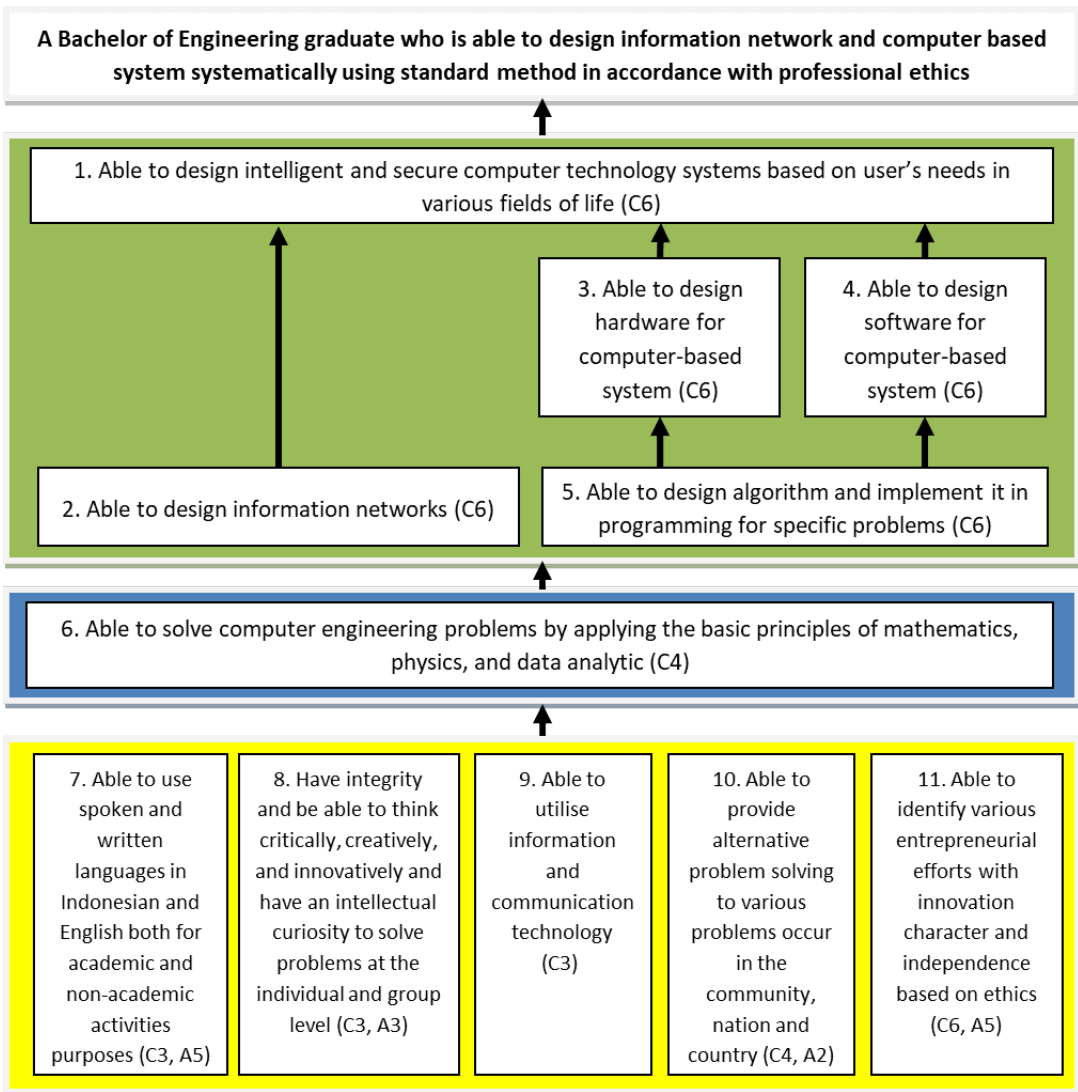 A Bachelor of Engineering graduate who is able to design information network and computer based
system systematically using standard method in accordance with professional ethics
1. Able to design intelligent and secure computer technology systems based on user's needs in
various fields of life (C6)
3. Able to design
hardware for
computer-based
system (C6)
4. Able to design
software for
computer-based
system (C6)
2. Able to design information networks (C6)
5. Able to design algorithm and implement it in
programming for specific problems (C6)
6. Able to solve computer engineering problems by applying the basic principles of mathematics,
physics, and data analytic (C4)
7. Able to use
spoken and
written
languages in
Indonesian and
English both for
academic and
non-academic
activities
purposes (C3, A5)
8. Have integrity
and be able to think
critically, creatively,
and innovatively and
have an intellectual
curiosity to solve
problems at the
individual and group
level (C3, A3)
9. Able to
utilise
information
and
communication
technology
(C3)
10. Able to
provide
alternative
problem solving
to various
problems occur
in the
community,
nation and
country (C4, A2)
11. Able to
identify various
entrepreneurial
efforts with
innovation
character and
independence
based on ethics
(C6, A5)